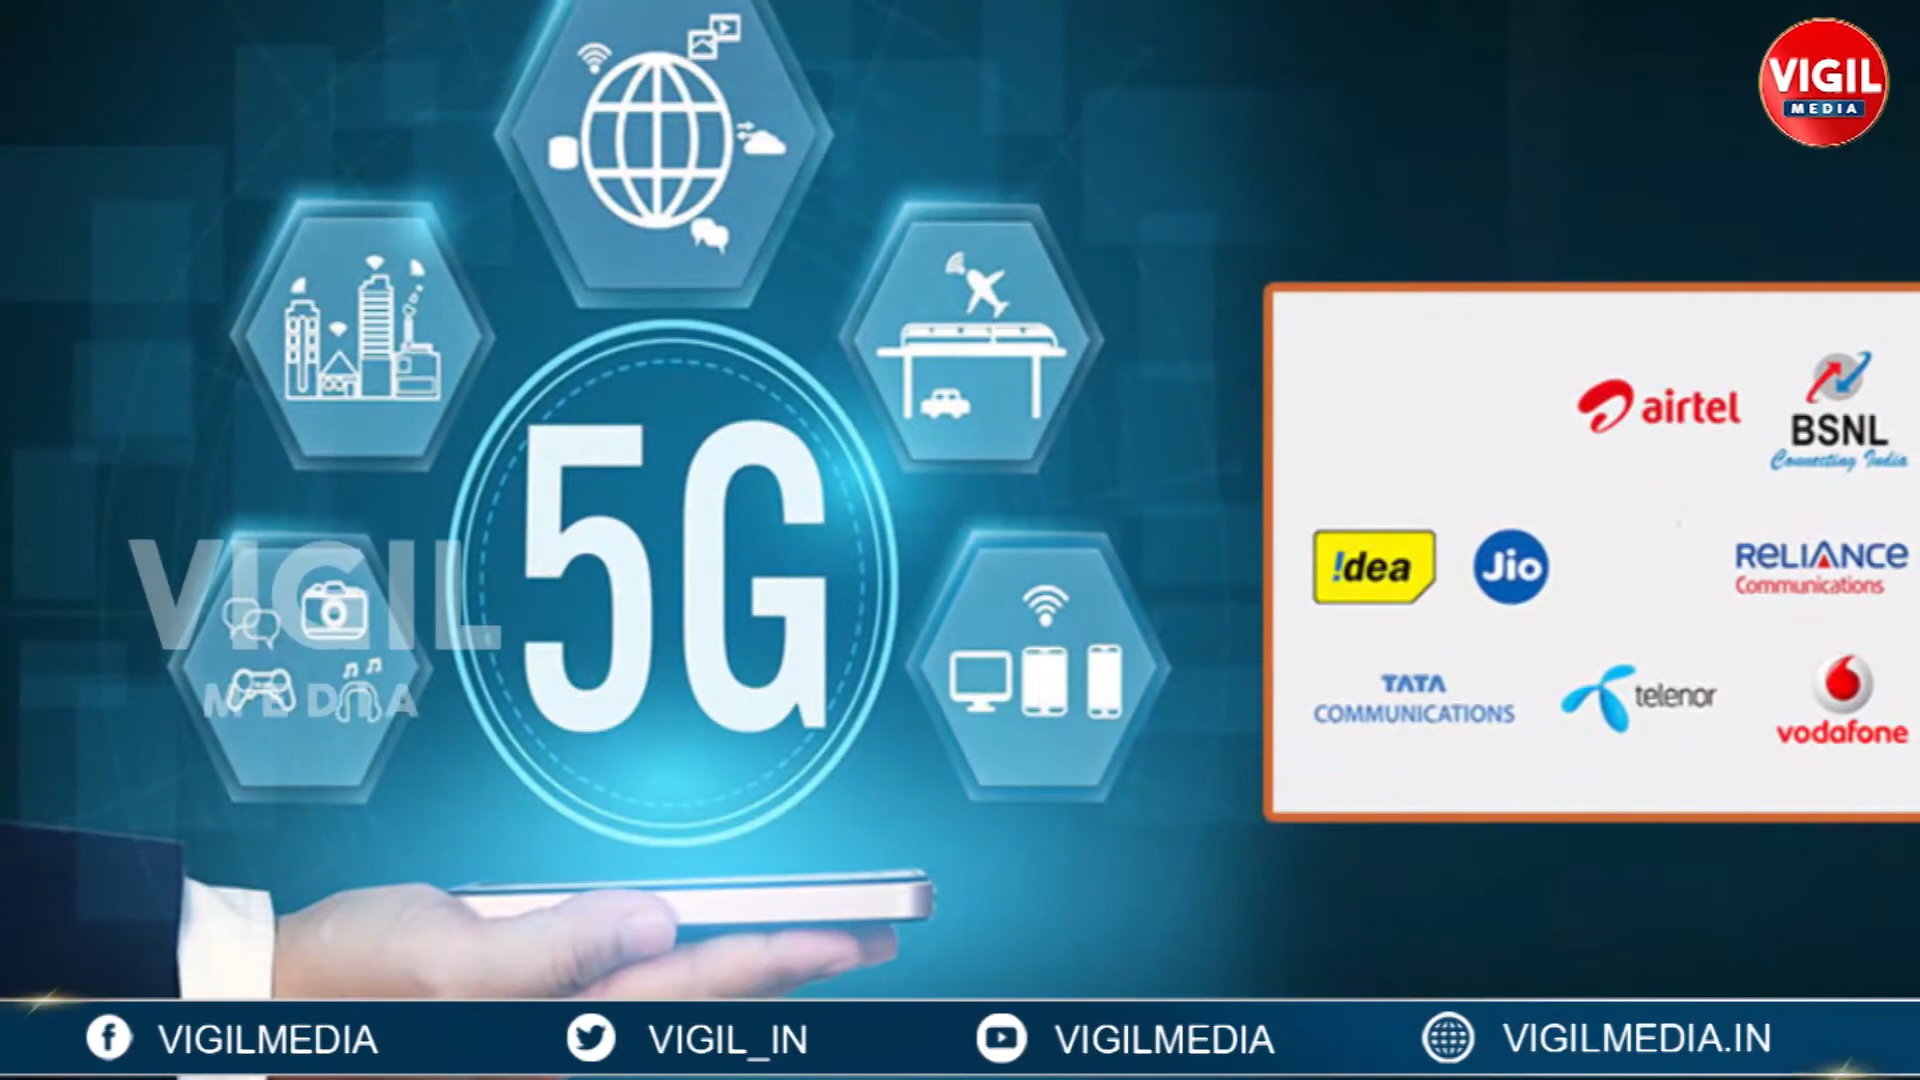 VIGIL
MEDIA
5G
airtel
BSNL
Connecting India
!dea
Jio
RELIANCE
Communications
VIGIL
MEDIA
TATA
COMMUNICATIONS
telenor
vodafone
VIGILMEDIA
VIGIL_IN
VIGILMEDIA
VIGILMEDIA.IN